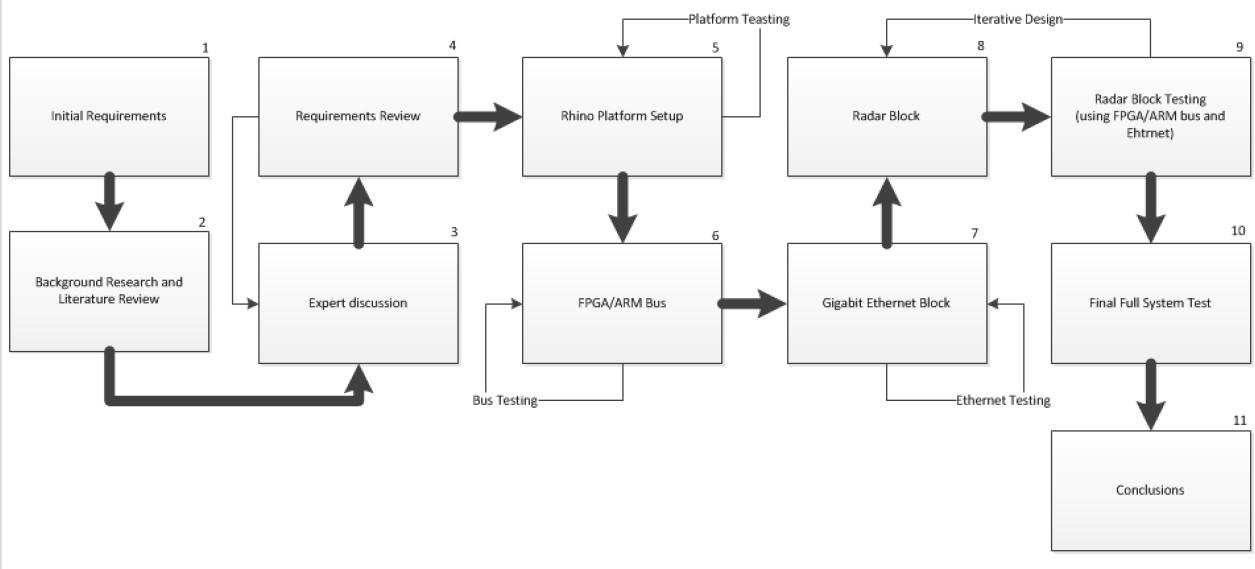 1
Initial Requirements
2
Background Research and
Literature Review
3
Expert discussion
4
Requirements Review
Platform Teasting
5
Rhino Platform Setup
6
FPGA/ARM Bus
Bus Testing
7
Gigabit Ethernet Block
Ethernet Testing
8
Radar Block
Iterative Design
9
Radar Block Testing
(using FPGA/ARM bus and
Ehtrnet)
10
Final Full System Test
11
Conclusions